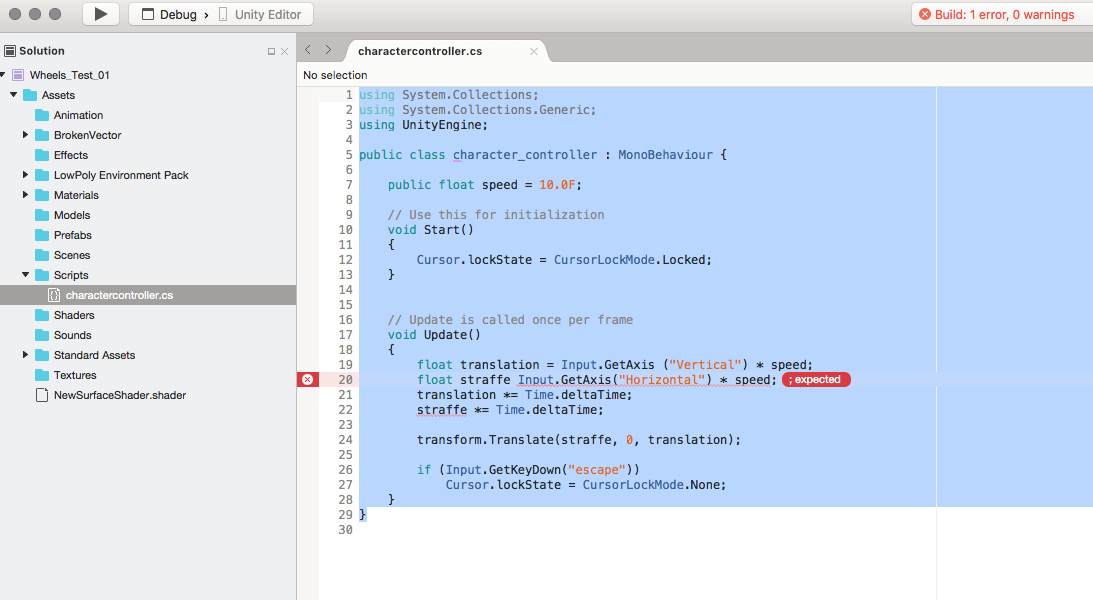 Debug › Unity Editor
Build: 1 error, 0 warnings
Solution
Wheels_Test_01
Assets
Animation
BrokenVector
Effects
LowPoly Environment Pack
Materials
Models
Prefabs
Scenes
Scripts
charactercontroller.cs
Shaders
Sounds
Standard Assets
Textures
NewSurfaceShader.shader
charactercontroller.cs
No selection
1 using System.Collections;
2 using System.Collections.Generic;
3 using UnityEngine;
4
5 public class character_controller : MonoBehaviour {
6
7 public float speed = 10.0F;
8
9 // Use this for initialization
10 void Start()
11 {
12 Cursor.lockState = CursorLockMode.Locked;
13 }
14
15
16 // Update is called once per frame
17 void Update()
18 {
19 float translation = Input.GetAxis ("Vertical") * speed;
20 float straffe Input.GetAxis("Horizontal") * speed; ; expected
21 translation *= Time.deltaTime;
22 straffe *= Time.deltaTime;
23
24 transform.Translate(straffe, 0, translation);
25
26 if (Input.GetKeyDown("escape"))
27 Cursor.lockState = CursorLockMode.None;
28 }
29 }
30